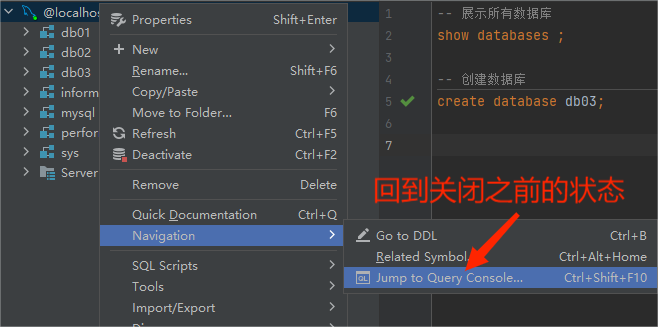 @localhos
db01
db02
db03
inform
mysql
perfor
sys
Server
Properties Shift+Enter
New
Rename... Shift+F6
Copy/Paste
Move to Folder... F6
Refresh Ctrl+F5
Deactivate Ctrl+F2
Remove Delete
Quick Documentation Ctrl+Q
Navigation
SQL Scripts
Tools
Import/Export
Go to DDL Ctrl+B
Related Symbol... Ctrl+Alt+Home
Jump to Query Console... Ctrl+Shift+F10
回到关闭之前的状态
1 -- 展示所有数据库
2 show databases ;
4 -- 创建数据库
5 create database db03;
7